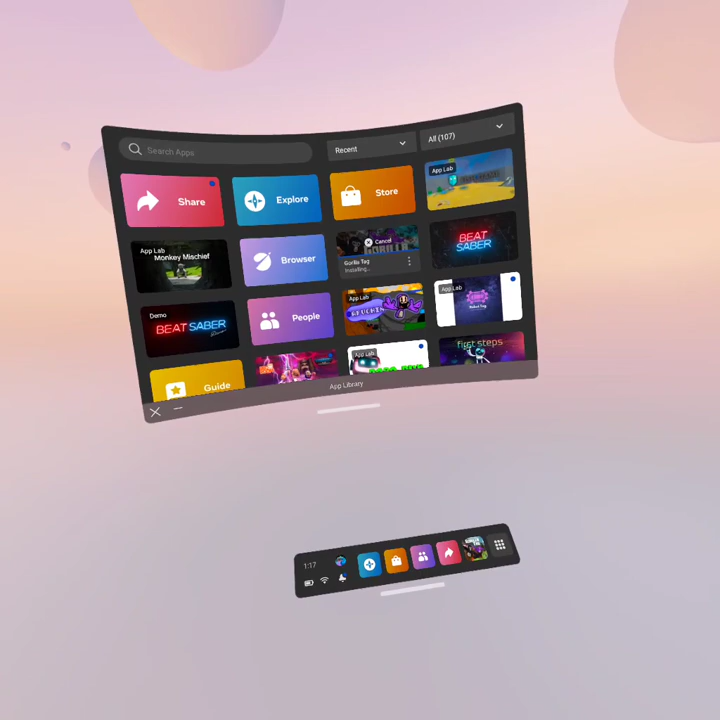 Search Apps
Recent
All (107)
Share
Explore
Store
App Lab
App Lab
Monkey Mischief
Browser
Cancel
GORILLA
Gorilla Tag
Installing...
BEAT
SABER
Demo
BEAT SABER
People
App Lab
App Lab
Guide
App Lab
first steps
App Library
1:17